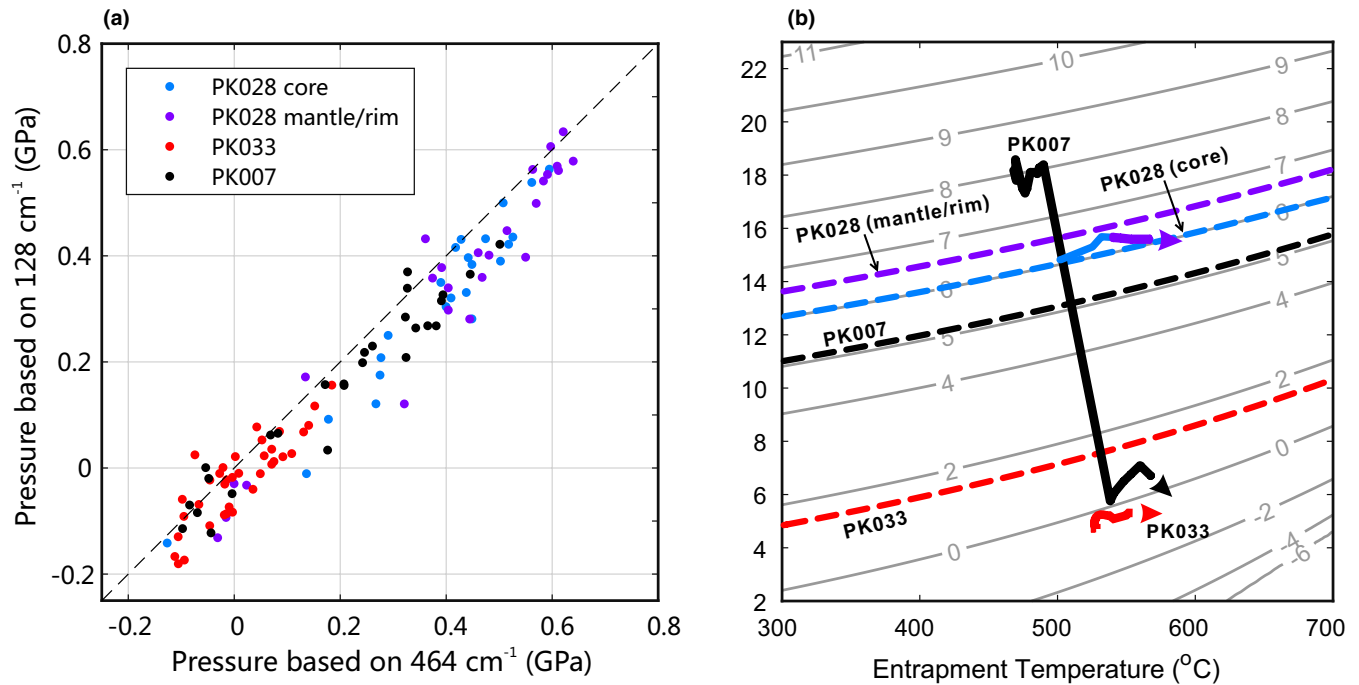 (a)
0.8
0.6
0.4
0.2
0
-0.2
-0.2 0 0.2 0.4 0.6 0.8
Pressure based on 128 cm-1 (GPa)
Pressure based on 464 cm-1 (GPa)
PK028 core
PK028 mantle/rim
PK033
PK007
(b)
22
20
18
16
14
12
10
8
6
4
2
300 400 500 600 700
Entrapment Temperature (oC)
11
10
9
9
8
8
7
7
6
6
5
5
4
4
2
2
0
0
-2
-4
-6
PK007
PK028 (core)
PK028 (mantle/rim)
PK007
PK033
PK033